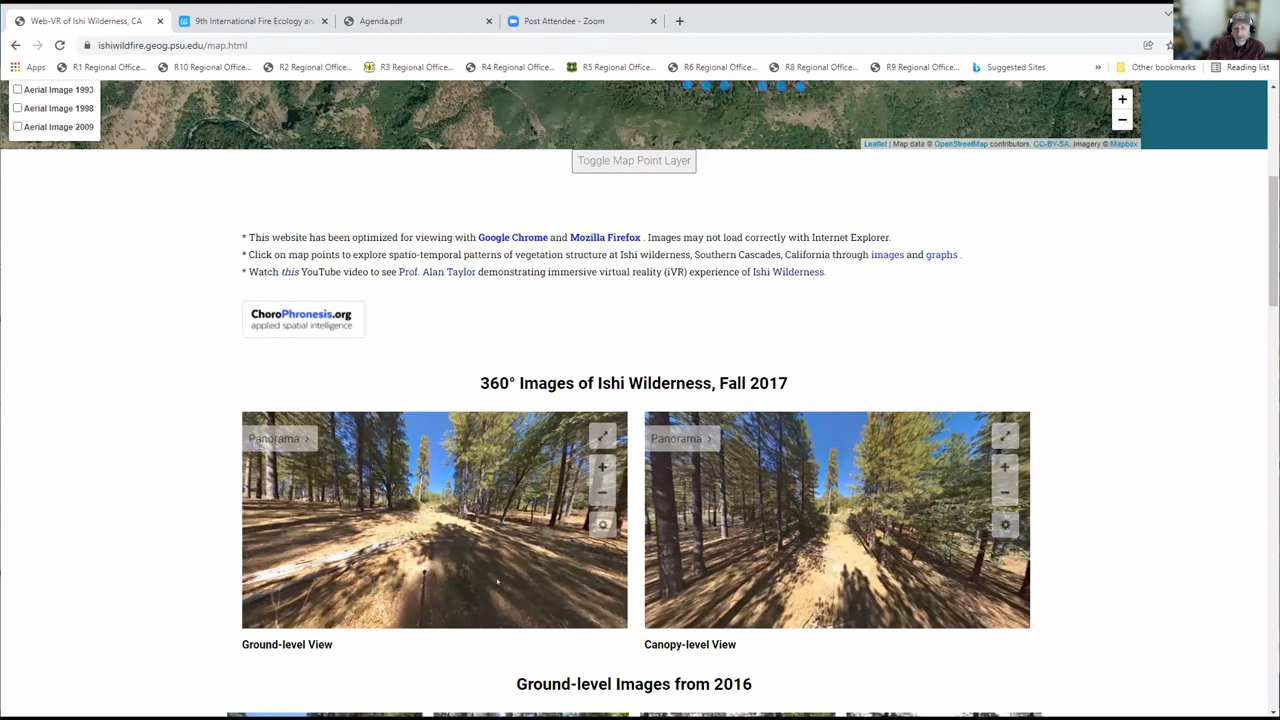 Web-VR of Ishi Wilderness, CA
9th International Fire Ecology an
Agenda.pdf
Post Attendee - Zoom
ishiwildfire.geog.psu.edu/map.html
Apps
R1 Regional Office...
R10 Regional Office...
R2 Regional Office...
R3 Regional Office...
R4 Regional Office...
R5 Regional Office...
R6 Regional Office...
R8 Regional Office...
R9 Regional Office...
Suggested Sites
»
Other bookmarks
Reading list
Aerial Image 1993
Aerial Image 1998
Aerial Image 2009
+
−
Leaflet | Map data © OpenStreetMap contributors, CC-BY-SA, Imagery © Mapbox
Toggle Map Point Layer
* This website has been optimized for viewing with Google Chrome and Mozilla Firefox . Images may not load correctly with Internet Explorer.
* Click on map points to explore spatio-temporal patterns of vegetation structure at Ishi wilderness, Southern Cascades, California through images and graphs .
* Watch this YouTube video to see Prof. Alan Taylor demonstrating immersive virtual reality (iVR) experience of Ishi Wilderness.
ChoroPhronesis.org
applied spatial intelligence
360° Images of Ishi Wilderness, Fall 2017
Panorama >
+
−
Panorama >
+
−
Ground-level View
Canopy-level View
Ground-level Images from 2016